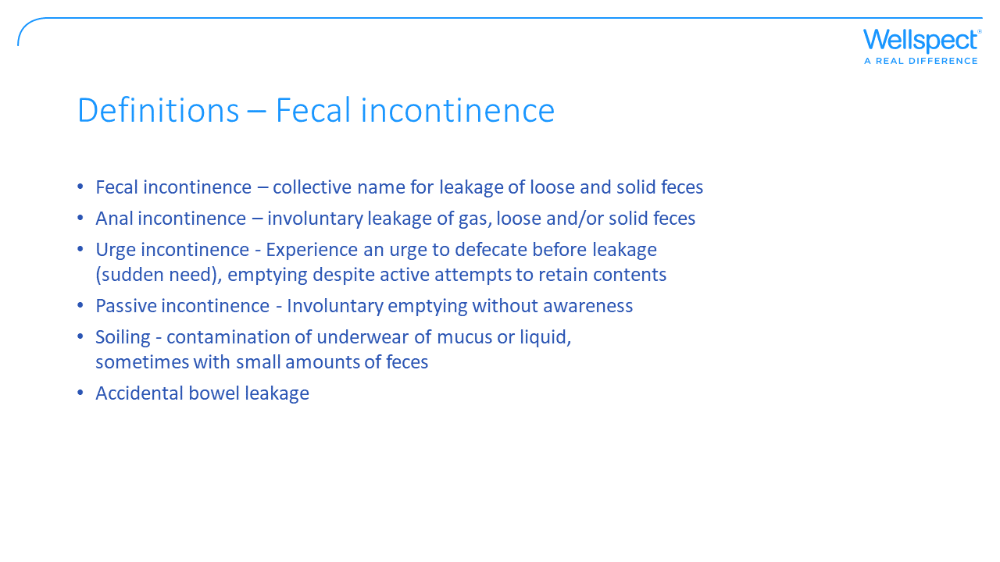 Wellspect®
A REAL DIFFERENCE
Definitions – Fecal incontinence
• Fecal incontinence – collective name for leakage of loose and solid feces
• Anal incontinence – involuntary leakage of gas, loose and/or solid feces
• Urge incontinence - Experience an urge to defecate before leakage
(sudden need), emptying despite active attempts to retain contents
• Passive incontinence - Involuntary emptying without awareness
• Soiling - contamination of underwear of mucus or liquid,
sometimes with small amounts of feces
• Accidental bowel leakage